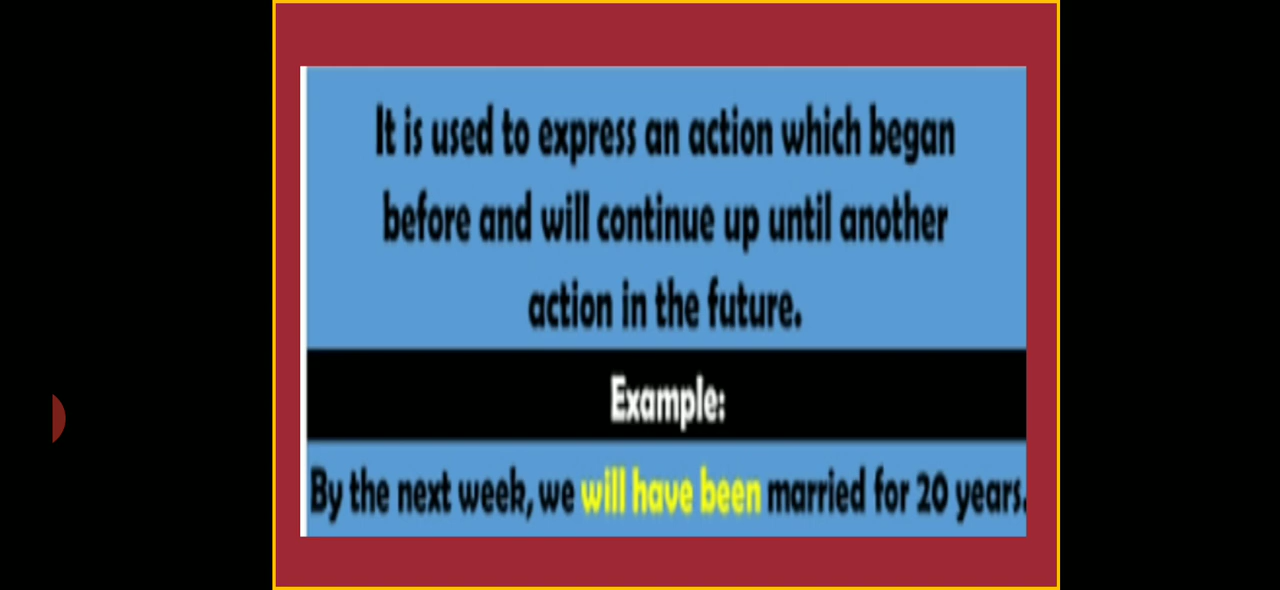 It is used to express an action which began
before and will continue up until another
action in the future.
Example:
By the next week, we will have been married for 20 years.